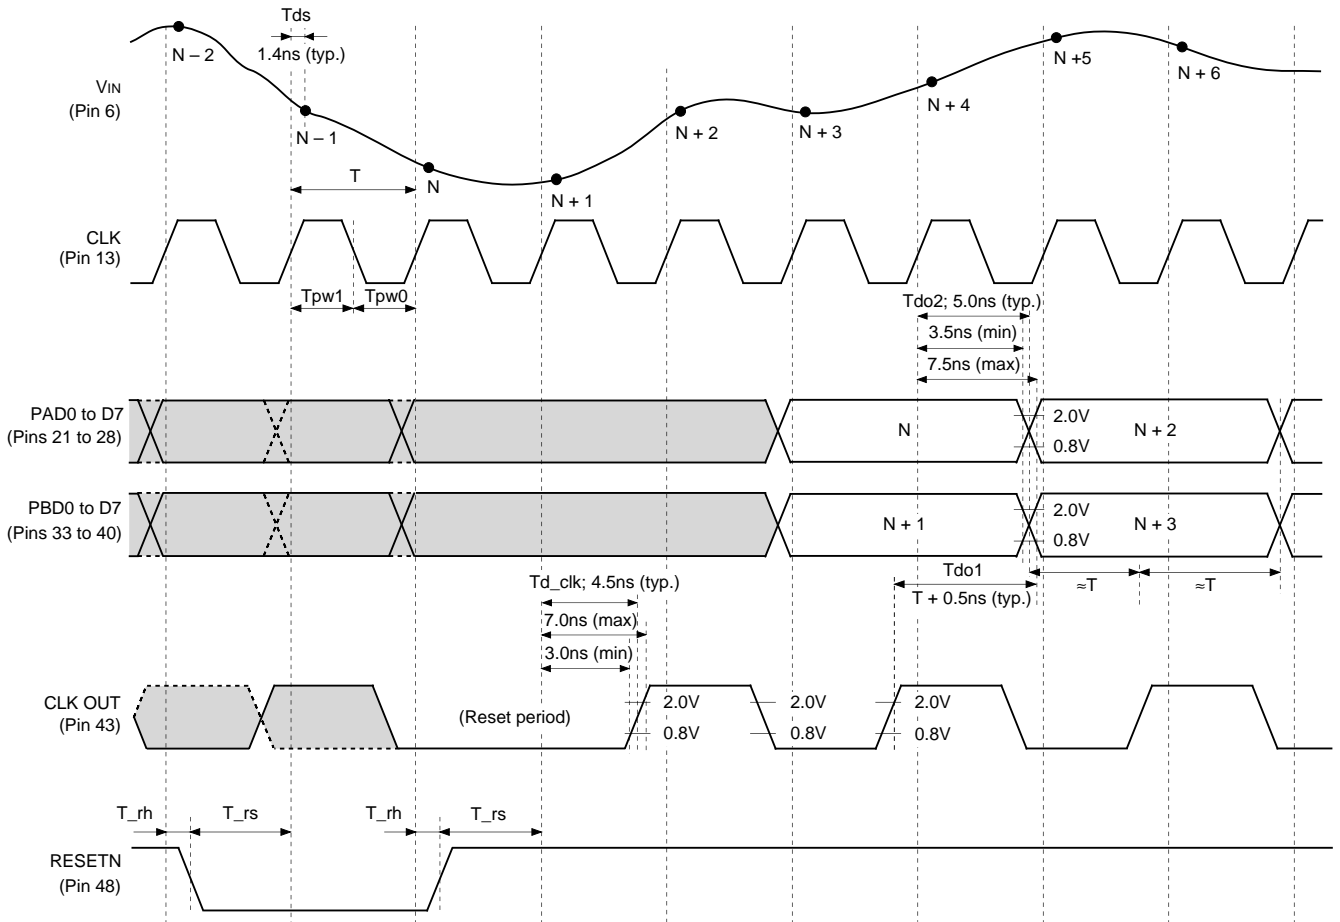 Tds
1.4ns (typ.)
N – 2
N – 1
N
N + 1
N + 2
N + 3
N + 4
N +5
N + 6
VIN
(Pin 6)
T
CLK
(Pin 13)
Tpw1
Tpw0
Tdo2; 5.0ns (typ.)
3.5ns (min)
7.5ns (max)
PAD0 to D7
(Pins 21 to 28)
N
2.0V
0.8V
N + 2
PBD0 to D7
(Pins 33 to 40)
N + 1
2.0V
0.8V
N + 3
Tdo1
T + 0.5ns (typ.)
≈T
≈T
Td_clk; 4.5ns (typ.)
7.0ns (max)
3.0ns (min)
CLK OUT
(Pin 43)
(Reset period)
2.0V
0.8V
2.0V
0.8V
2.0V
0.8V
T_rh
T_rs
T_rh
T_rs
RESETN
(Pin 48)